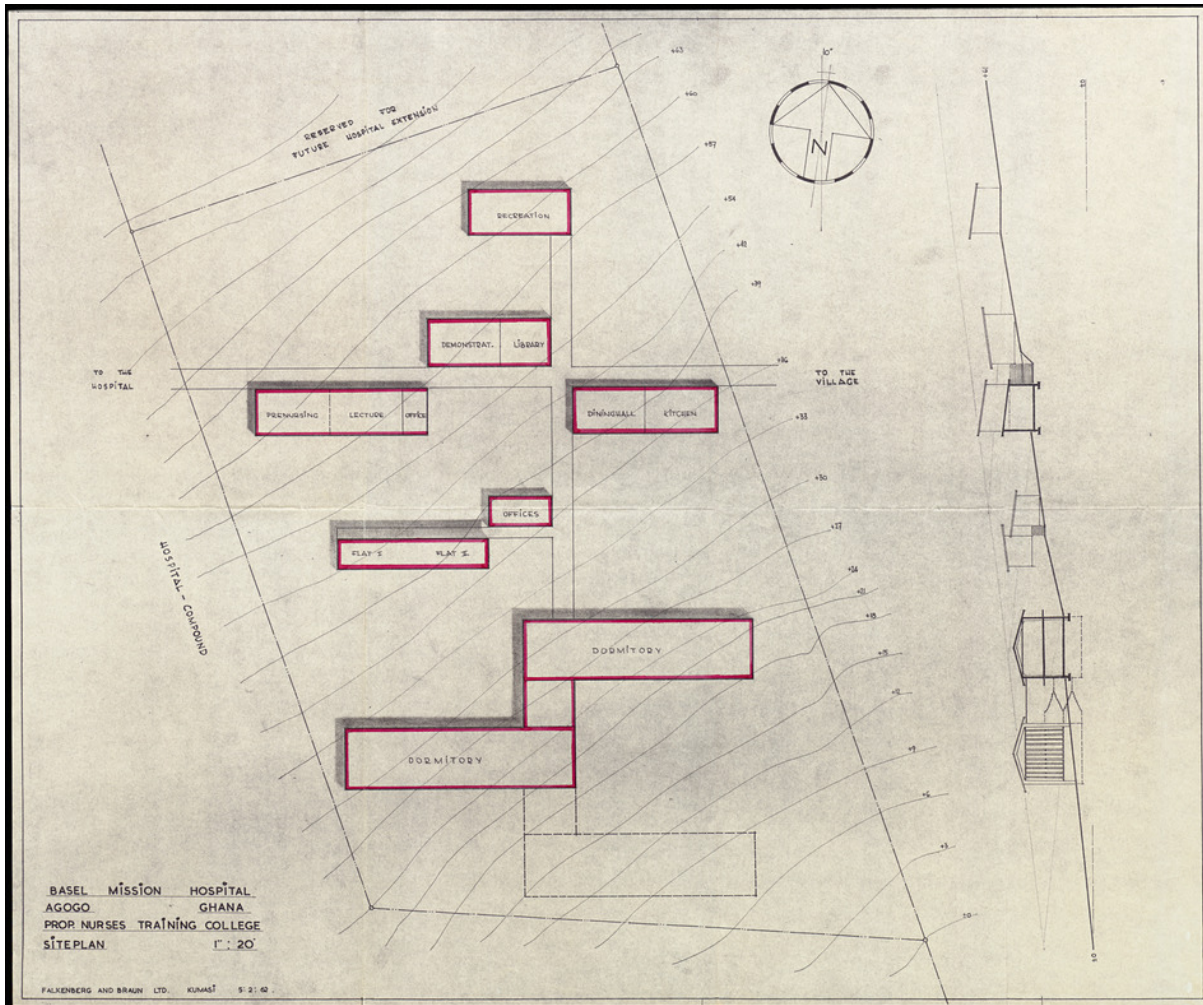 RESERVED FOR
FUTURE HOSPITAL EXTENSION
+63
+60
+57
+54
+42
+39
+36
+33
+30
+27
+24
+21
+18
+15
+12
+9
+6
+3
±0
10°
N
RECREATION
DEMONSTRAT. LIBRARY
TO THE
HOSPITAL
TO THE
VILLAGE
PRENURSING LECTURE OFFICE
DININGHALL KITCHEN
OFFICES
FLAT I FLAT II
HOSPITAL - COMPOUND
DORMITORY
DORMITORY
BASEL MISSION HOSPITAL
AGOGO GHANA
PROP. NURSES TRAINING COLLEGE
SITEPLAN 1" : 20'
FALKENBERG AND BRAUN LTD. KUMASI 5:2:62.